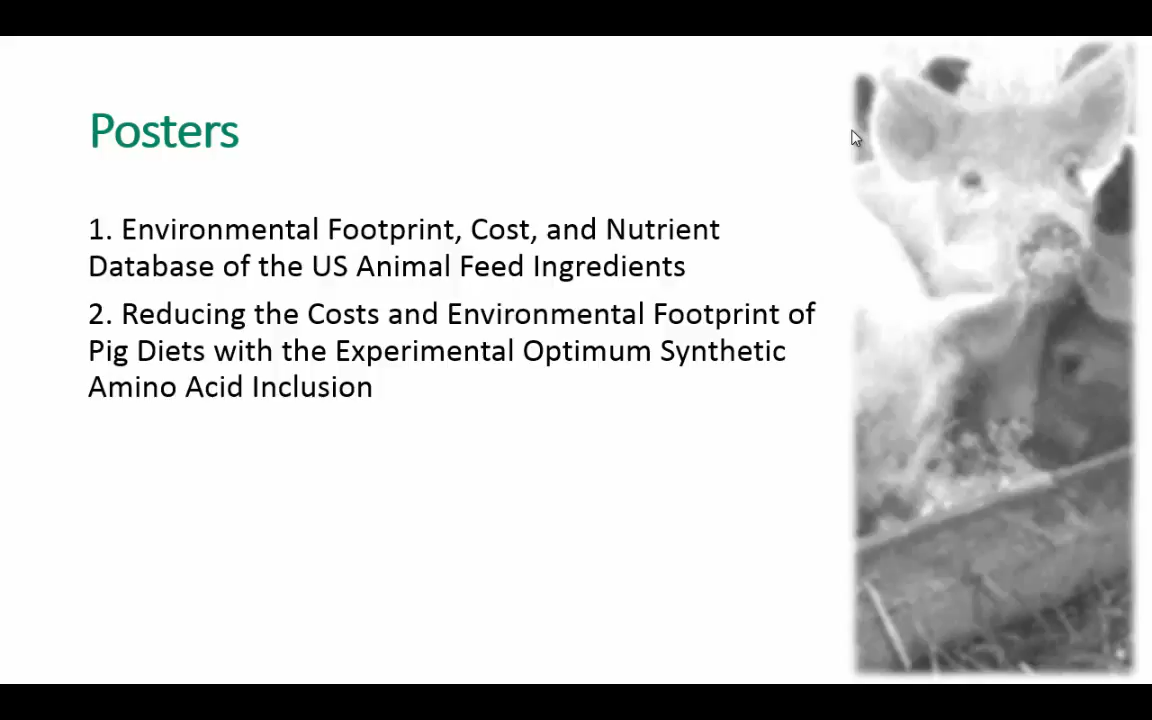 Posters
1. Environmental Footprint, Cost, and Nutrient
Database of the US Animal Feed Ingredients
2. Reducing the Costs and Environmental Footprint of
Pig Diets with the Experimental Optimum Synthetic
Amino Acid Inclusion